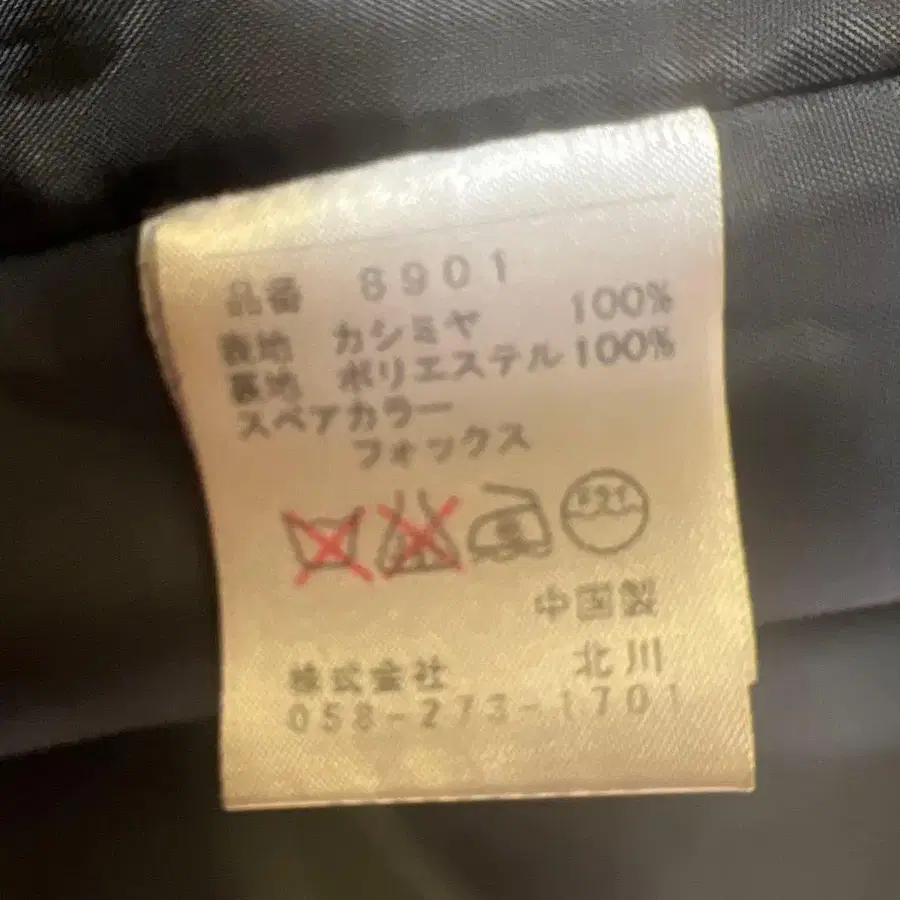 品番 8901
表地 カシミヤ 100%
裏地 ポリエステル 100%
スペアカラー
フォックス
中国製
株式会社 北川
058-273-1701